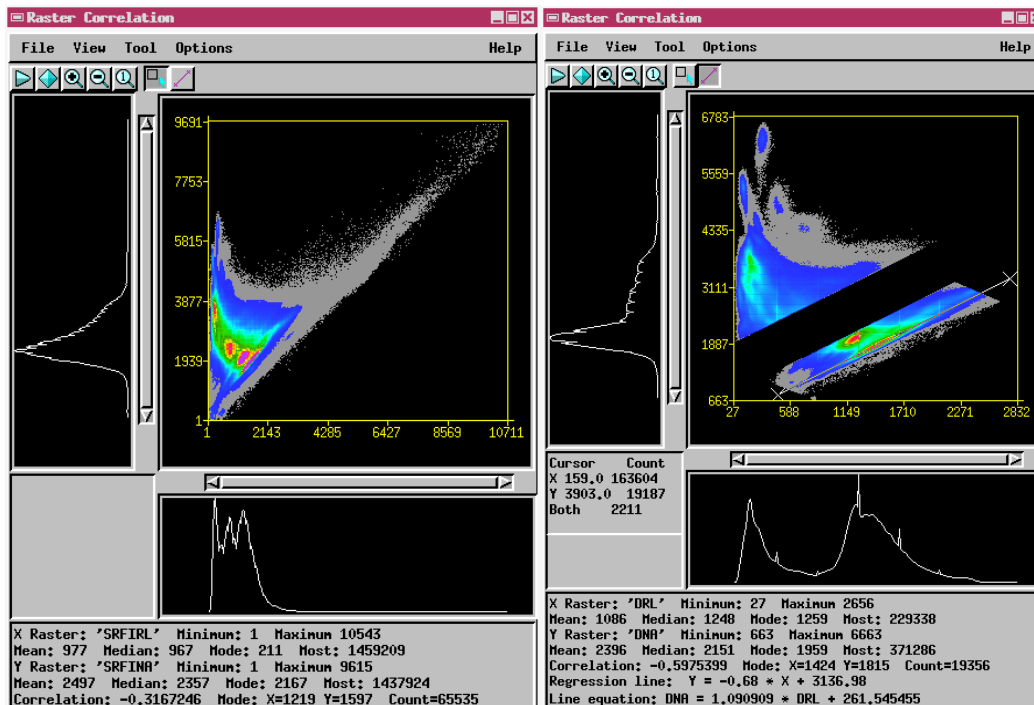 Raster Correlation
File View Tool Options Help
9691
7753
5815
3877
1939
1
1 2143 4285 6427 8569 10711
X Raster: 'SRFIRL' Minimum: 1 Maximum 10543
Mean: 977 Median: 967 Mode: 211 Most: 1459209
Y Raster: 'SRFINA' Minimum: 1 Maximum 9615
Mean: 2497 Median: 2357 Mode: 2167 Most: 1437924
Correlation: -0.3167246 Mode: X=1219 Y=1597 Count=65535
Raster Correlation
File View Tool Options Help
6783
5559
4335
3111
1887
663
27 588 1149 1710 2271 2832
Cursor Count
X 159.0 163604
Y 3903.0 19187
Both 2211
X Raster: 'DRL' Minimum: 27 Maximum 2656
Mean: 1086 Median: 1248 Mode: 1259 Most: 229338
Y Raster: 'DNA' Minimum: 663 Maximum 6663
Mean: 2396 Median: 2151 Mode: 1959 Most: 371286
Correlation: -0.5975399 Mode: X=1424 Y=1815 Count=19356
Regression line: Y = -0.68 * X + 3136.98
Line equation: DNA = 1.090909 * DRL + 261.545455